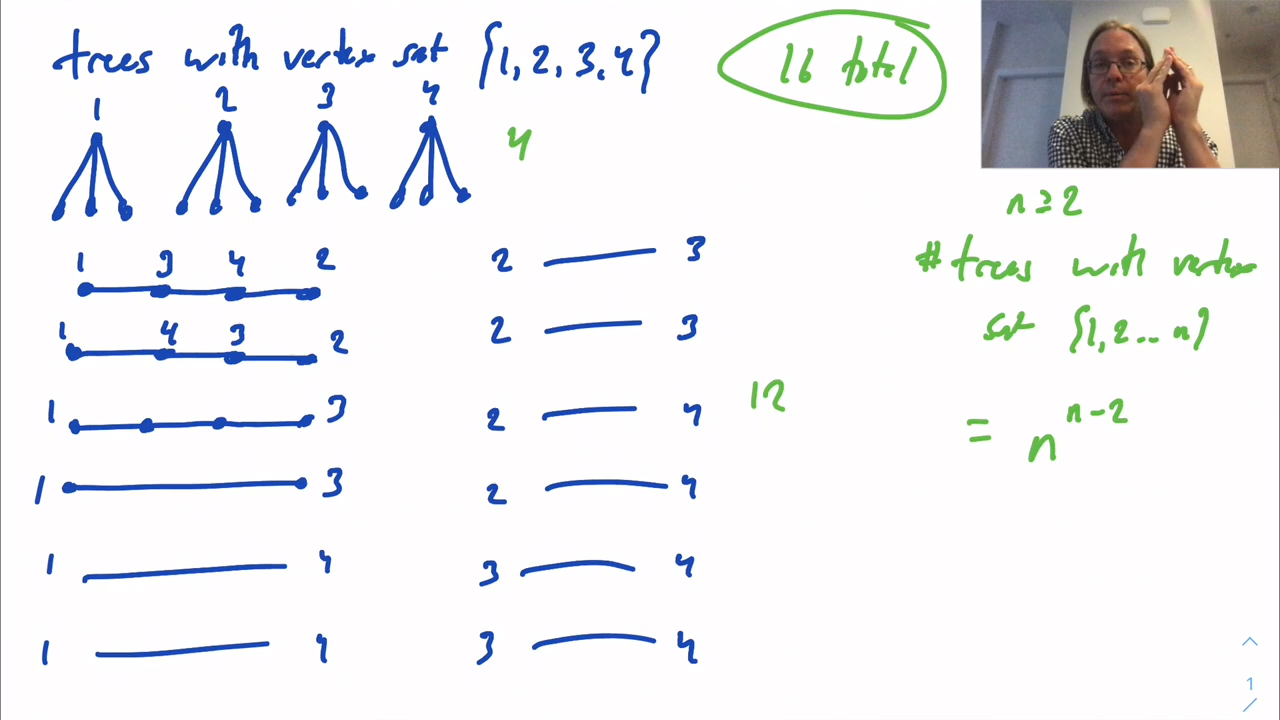 trees with vertex set {1, 2, 3, 4}
16 total
1 2 3 4
4
1 3 4 2
1 4 3 2
1 3
1 3
1 4
1 4
2 3
2 3
2 4
2 4
3 4
3 4
12
n ≥ 2
# trees with vertex
set {1, 2 ... n}
= n^{n-2}
1